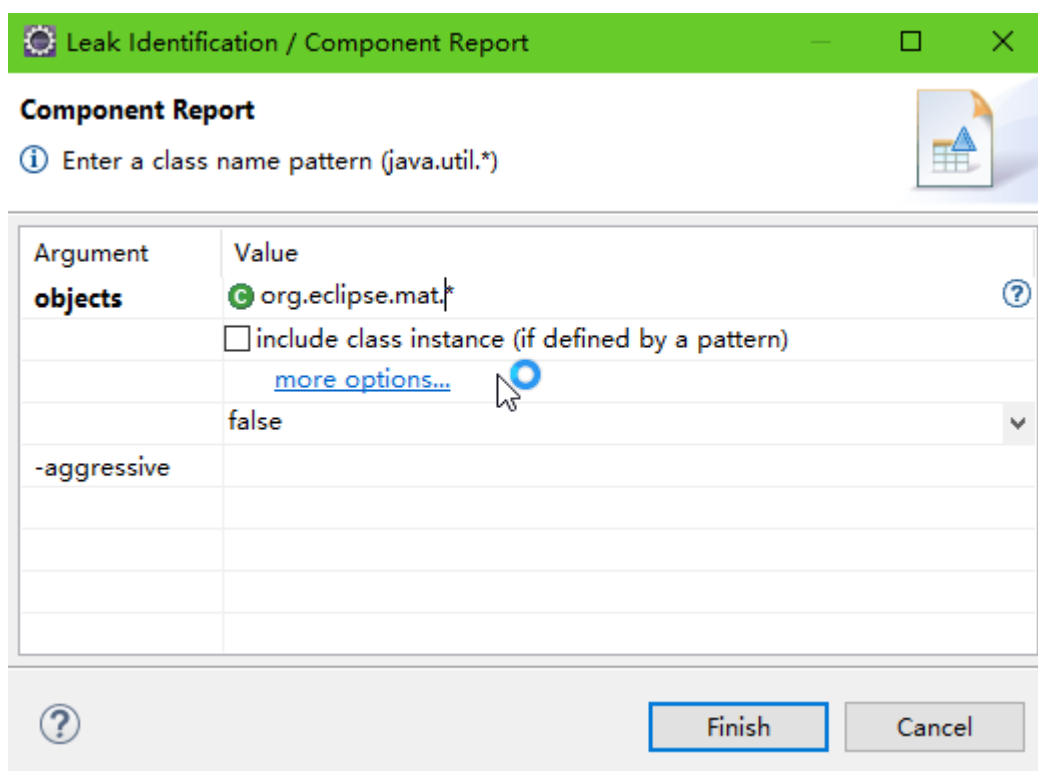 Leak Identification / Component Report
Component Report
Enter a class name pattern (java.util.*)
Argument Value
objects org.eclipse.mat.*
include class instance (if defined by a pattern)
more options...
false
-aggressive
Finish Cancel